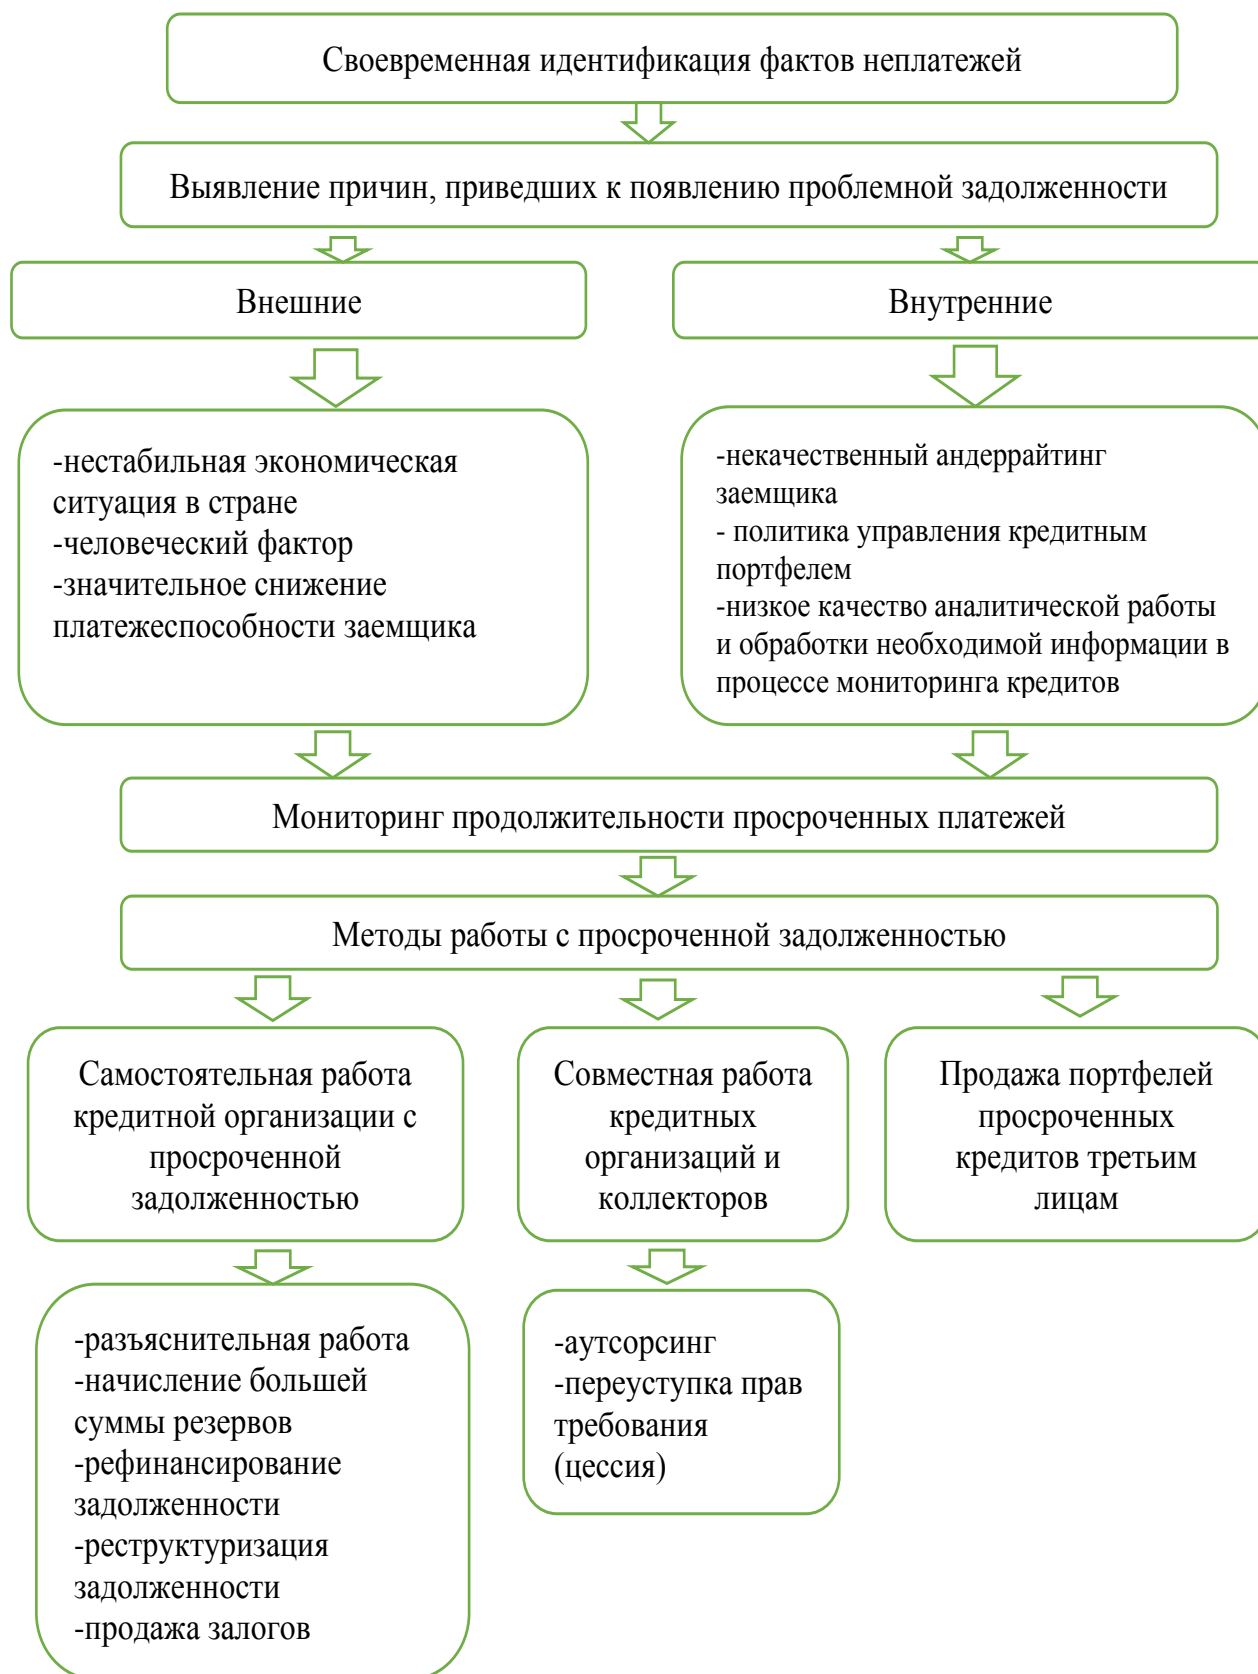 Своевременная идентификация фактов неплатежей
Выявление причин, приведших к появлению проблемной задолженности
Внешние
Внутренние
-нестабильная экономическая
ситуация в стране
-человеческий фактор
-значительное снижение
платежеспособности заемщика
-некачественный андеррайтинг
заемщика
- политика управления кредитным
портфелем
-низкое качество аналитической работы
и обработки необходимой информации в
процессе мониторинга кредитов
Мониторинг продолжительности просроченных платежей
Методы работы с просроченной задолженностью
Самостоятельная работа
кредитной организации с
просроченной
задолженностью
Совместная работа
кредитных
организаций и
коллекторов
Продажа портфелей
просроченных
кредитов третьим
лицам
-разъяснительная работа
-начисление большей
суммы резервов
-рефинансирование
задолженности
-реструктуризация
задолженности
-продажа залогов
-аутсорсинг
-переуступка прав
требования
(цессия)